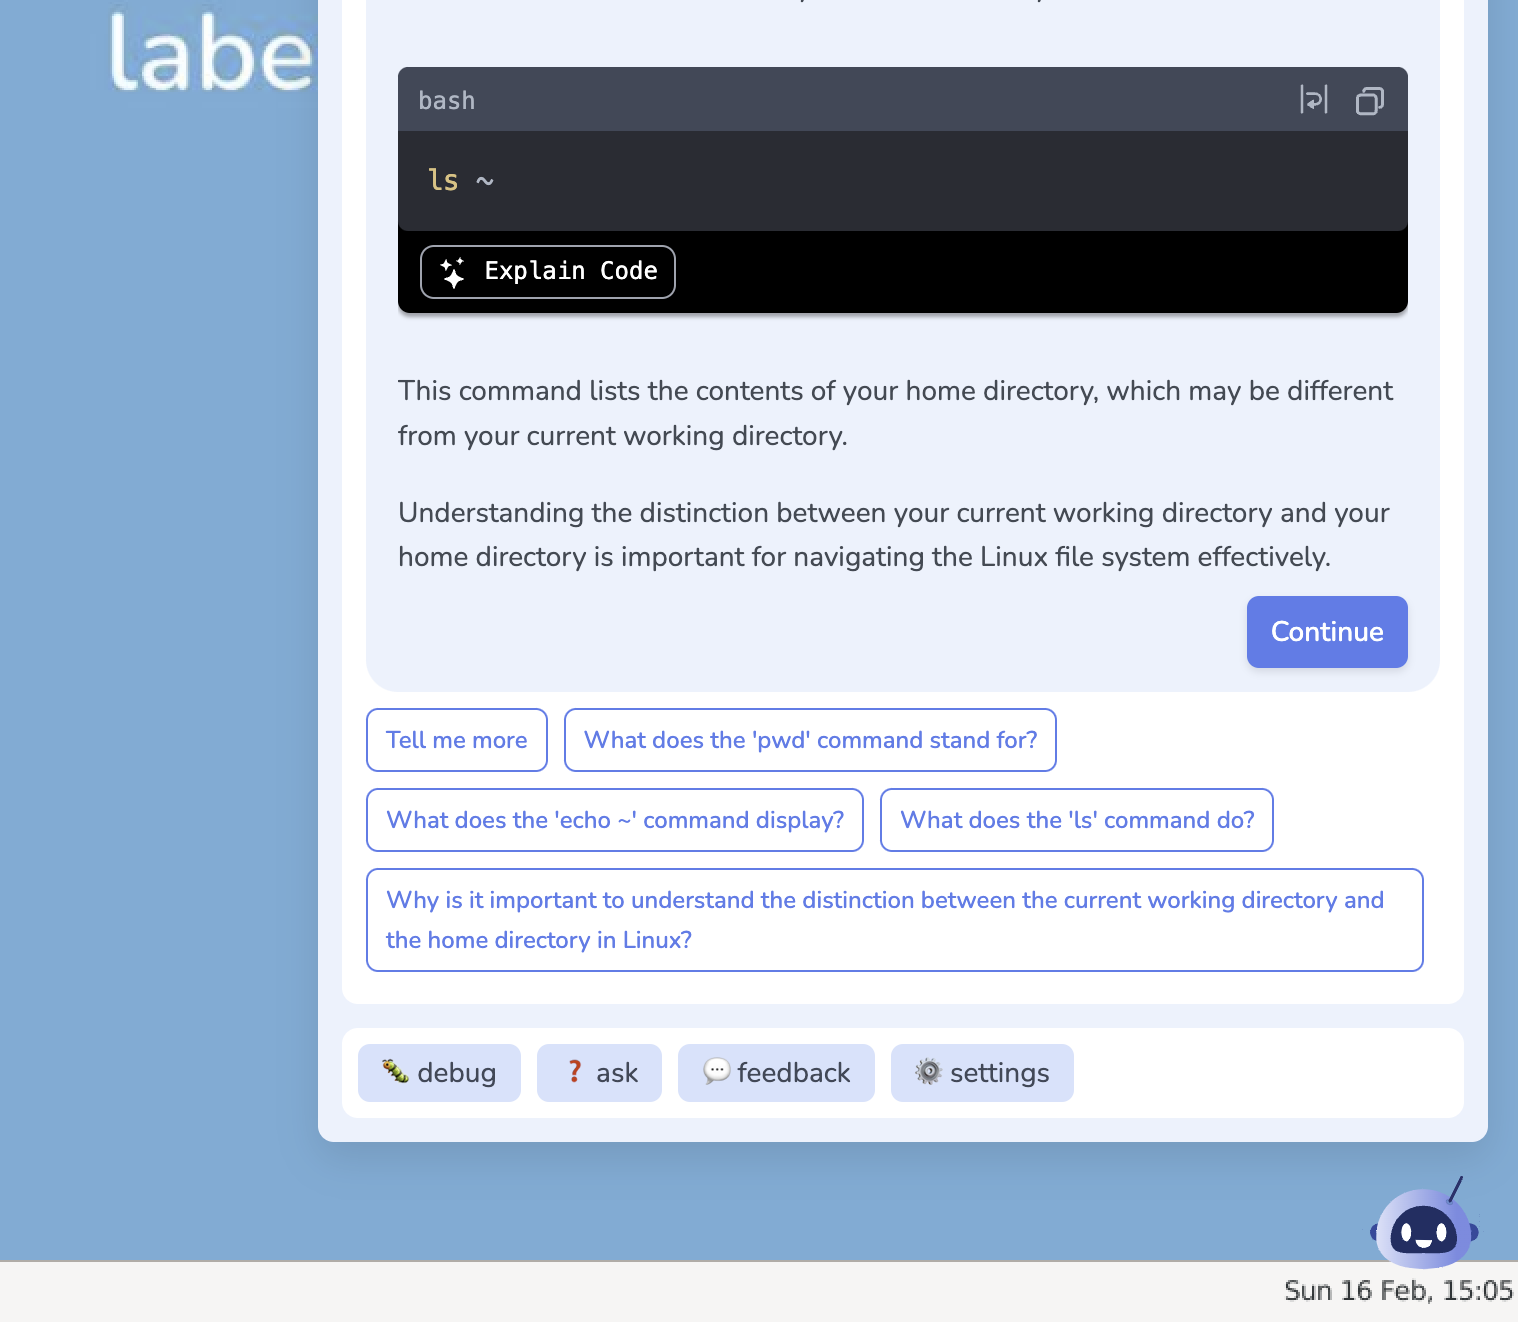 labe
bash
ls ~
Explain Code
This command lists the contents of your home directory, which may be different
from your current working directory.
Understanding the distinction between your current working directory and your
home directory is important for navigating the Linux file system effectively.
Continue
Tell me more
What does the 'pwd' command stand for?
What does the 'echo ~' command display?
What does the 'ls' command do?
Why is it important to understand the distinction between the current working directory and
the home directory in Linux?
debug
❓ ask
feedback
settings
Sun 16 Feb, 15:05